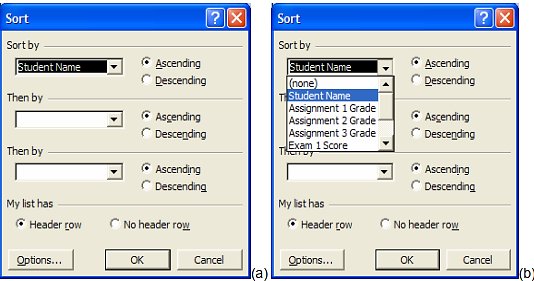 Sort
Sort by
Student Name
Ascending
Descending
Then by
Ascending
Descending
Then by
Ascending
Descending
My list has
Header row
No header row
Options...
OK
Cancel
(a)
Sort
Sort by
Student Name
Ascending
Descending
(none)
Student Name
Assignment 1 Grade
Assignment 2 Grade
Assignment 3 Grade
Exam 1 Score
Ascending
Descending
Then by
Ascending
Descending
My list has
Header row
No header row
Options...
OK
Cancel
(b)